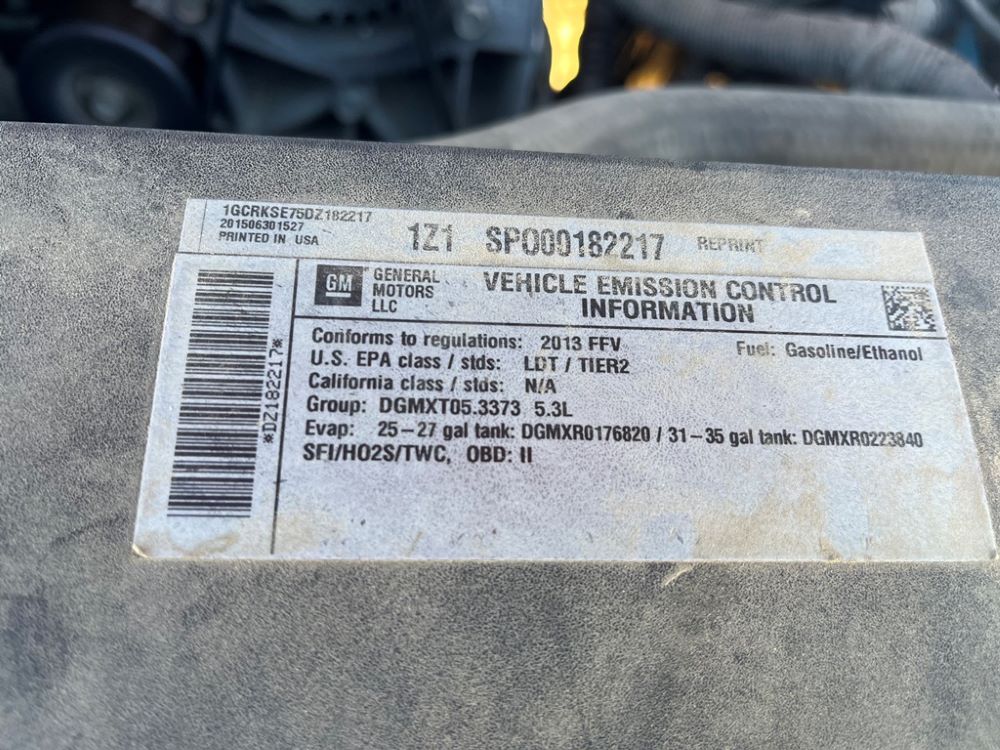 1GCRKSE75DZ182217
201506301527
PRINTED IN USA
1Z1 SPO00182217 REPRINT
GM GENERAL MOTORS LLC
VEHICLE EMISSION CONTROL
INFORMATION
*DZ182217*
Conforms to regulations: 2013 FFV
Fuel: Gasoline/Ethanol
U.S. EPA class / stds: LDT / TIER2
California class / stds: N/A
Group: DGMXT05.3373 5.3L
Evap: 25-27 gal tank: DGMXR0176820 / 31-35 gal tank: DGMXR0223840
SFI/HO2S/TWC, OBD: II